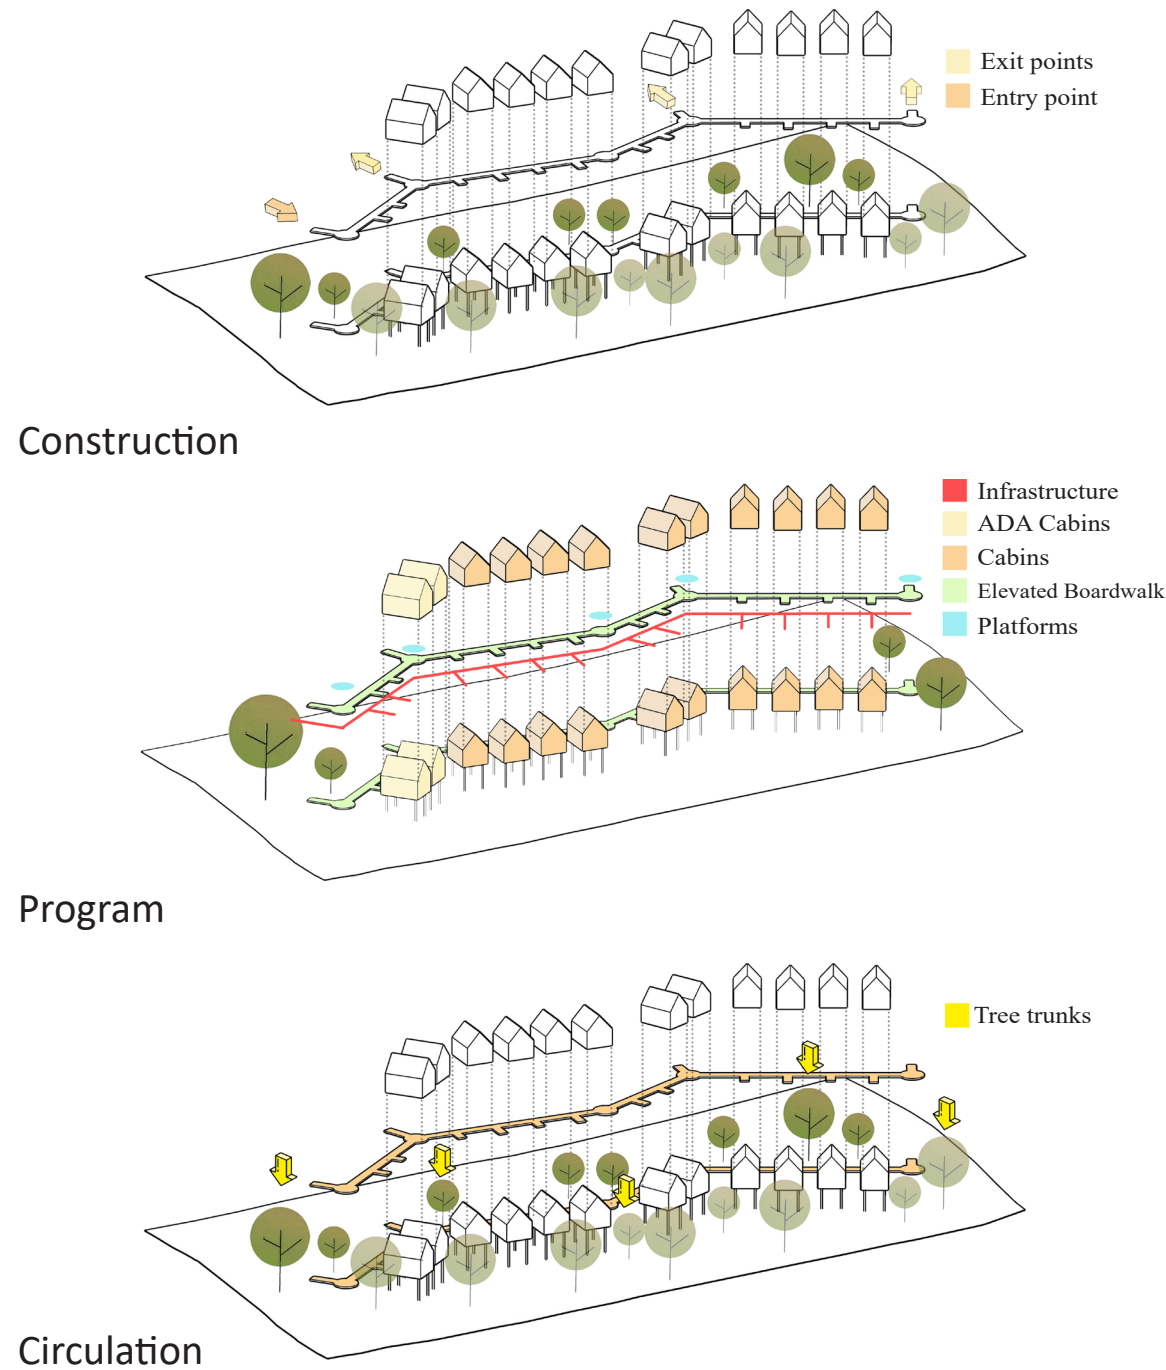 Exit points
Entry point
Construction
Infrastructure
ADA Cabins
Cabins
Elevated Boardwalk
Platforms
Program
Tree trunks
Circulation